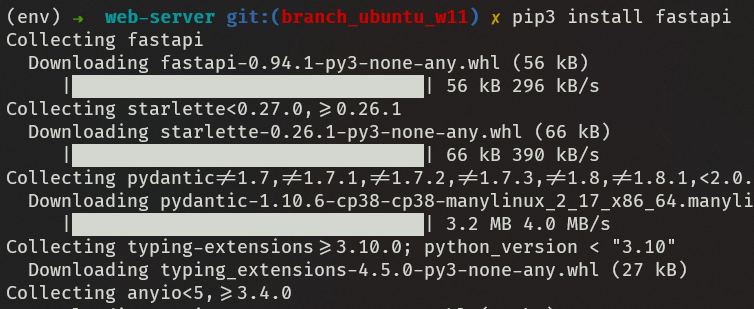 (env) ➜ web-server git:(branch_ubuntu_w11) ✗ pip3 install fastapi
Collecting fastapi
Downloading fastapi-0.94.1-py3-none-any.whl (56 kB)
|████████████████████████████████| 56 kB 296 kB/s
Collecting starlette<0.27.0,>=0.26.1
Downloading starlette-0.26.1-py3-none-any.whl (66 kB)
|████████████████████████████████| 66 kB 390 kB/s
Collecting pydantic!=1.7,!=1.7.1,!=1.7.2,!=1.7.3,!=1.8,!=1.8.1,<2.0.
Downloading pydantic-1.10.6-cp38-cp38-manylinux_2_17_x86_64.manyli
|████████████████████████████████| 3.2 MB 4.0 MB/s
Collecting typing-extensions>=3.10.0; python_version < "3.10"
Downloading typing_extensions-4.5.0-py3-none-any.whl (27 kB)
Collecting anyio<5,>=3.4.0